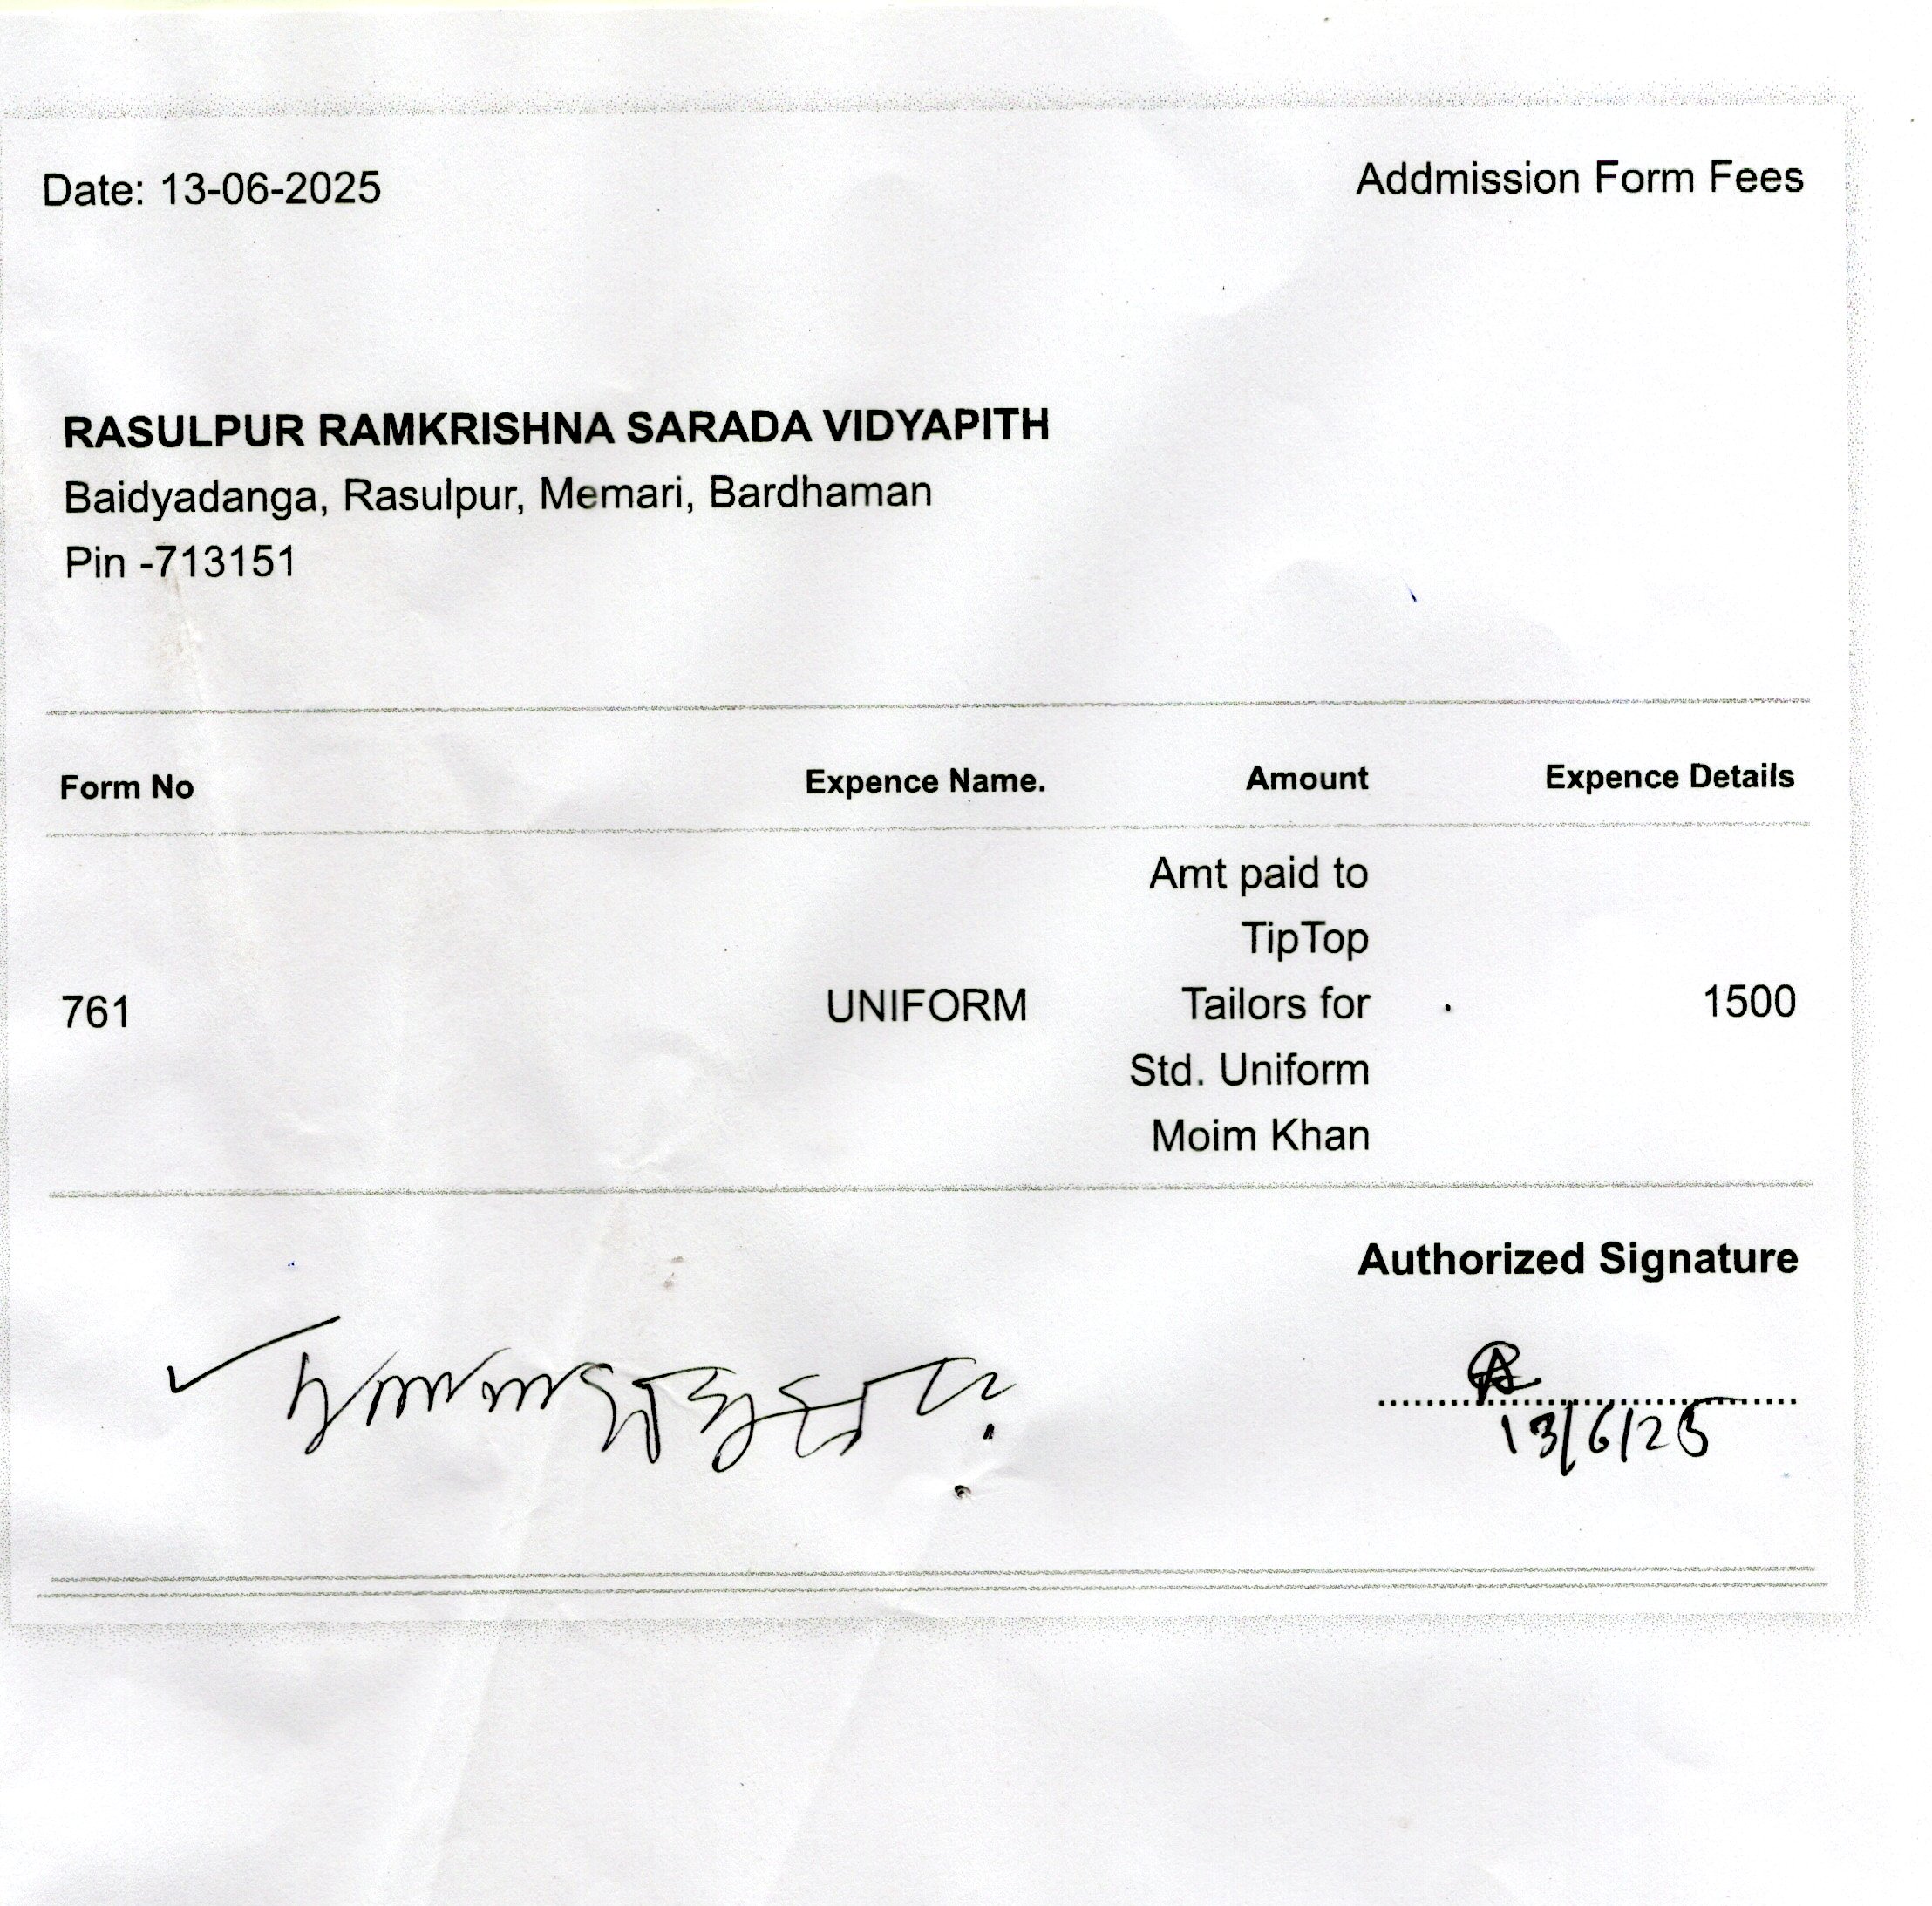 Date: 13-06-2025 Addmission Form Fees
RASULPUR RAMKRISHNA SARADA VIDYAPITH
Baidyadanga, Rasulpur, Memari, Bardhaman
Pin -713151
Form No Expence Name. Amount Expence Details
761 UNIFORM Amt paid to
TipTop
Tailors for
Std. Uniform
Moim Khan 1500
Authorized Signature
13/6/25